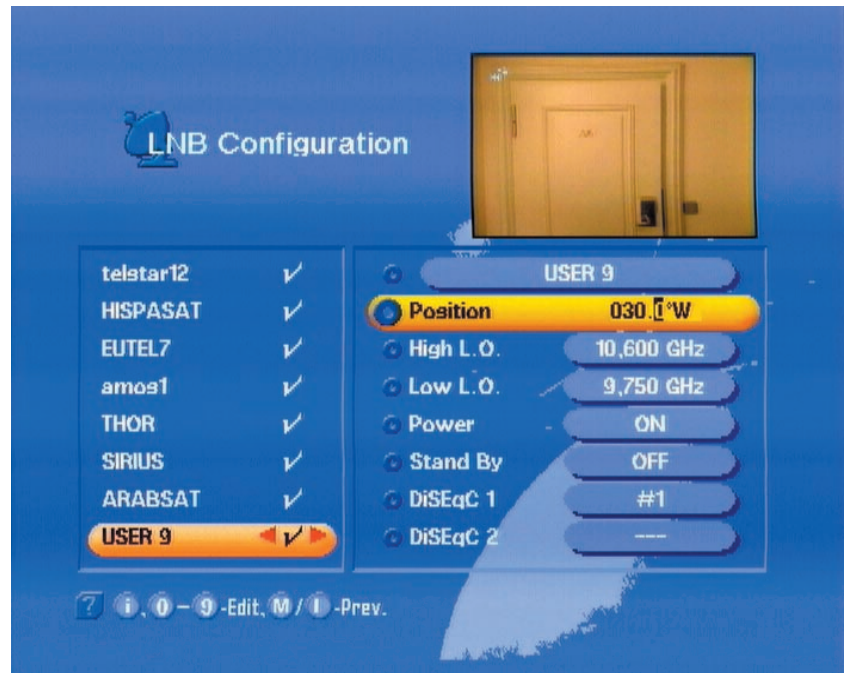 LNB Configuration
telstar12 ✓
HISPASAT ✓
EUTEL7 ✓
amos1 ✓
THOR ✓
SIRIUS ✓
ARABSAT ✓
USER 9 ✓
USER 9
Position 030.0°W
High L.O. 10,600 GHz
Low L.O. 9,750 GHz
Power ON
Stand By OFF
DiSEqC 1 #1
DiSEqC 2 ---
? i, 0 - 9 -Edit, M / I -Prev.